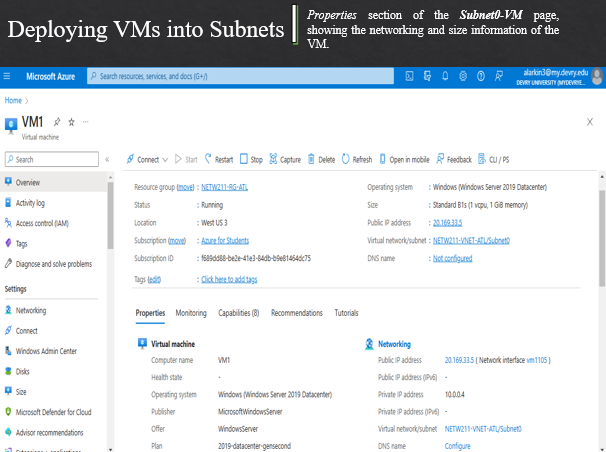 Deploying VMs into Subnets
Properties section of the Subnet0-VM page,
showing the networking and size information of the
VM.
Microsoft Azure
Search resources, services, and docs (G+/)
alarkin3@my.devry.edu
DEVRY UNIVERSITY (MYDEVRYE...
Home >
VM1
Virtual machine
X
Search
«
Connect
Start
Restart
Stop
Capture
Delete
Refresh
Open in mobile
Feedback
CLI / PS
Overview
Activity log
Access control (IAM)
Tags
Diagnose and solve problems
Settings
Networking
Connect
Windows Admin Center
Disks
Size
Microsoft Defender for Cloud
Advisor recommendations
Extensions + applications
Resource group (move) : NETW211-RG-ATL
Status : Running
Location : West US 3
Subscription (move) : Azure for Students
Subscription ID : f689dd88-be2e-41e3-84db-b9e81464dc75
Tags (edit) : Click here to add tags
Operating system : Windows (Windows Server 2019 Datacenter)
Size : Standard B1s (1 vcpu, 1 GiB memory)
Public IP address : 20.169.33.5
Virtual network/subnet : NETW211-VNET-ATL/Subnet0
DNS name : Not configured
Properties Monitoring Capabilities (8) Recommendations Tutorials
Virtual machine
Computer name VM1
Health state -
Operating system Windows (Windows Server 2019 Datacenter)
Publisher MicrosoftWindowsServer
Offer WindowsServer
Plan 2019-datacenter-gensecond
Networking
Public IP address 20.169.33.5 ( Network interface vm1105 )
Public IP address (IPv6) -
Private IP address 10.0.0.4
Private IP address (IPv6) -
Virtual network/subnet NETW211-VNET-ATL/Subnet0
DNS name Configure